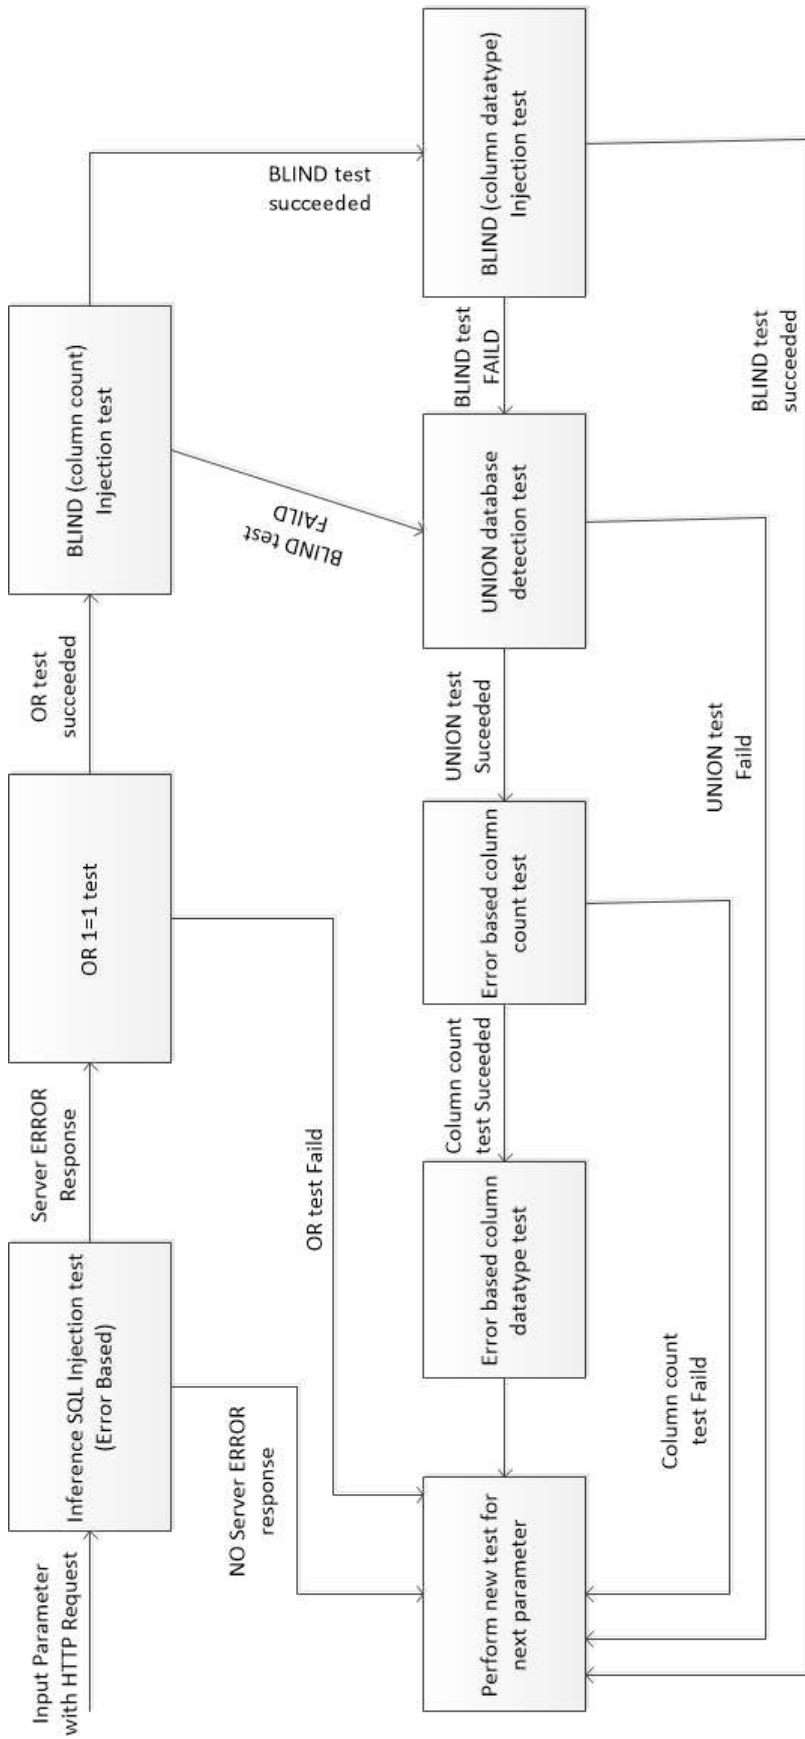 Input Parameter
with HTTP Request
Inference SQL Injection test
(Error Based)
Server ERROR
Response
OR 1=1 test
OR test
succeeded
BLIND (column count)
Injection test
BLIND test
succeeded
NO Server ERROR
response
OR test Faild
BLIND test
FAILD
Perform new test for
next parameter
Error based column
datatype test
Column count
test Suceeded
Error based column
count test
UNION test
Suceeded
UNION database
detection test
BLIND test
FAILD
BLIND (column datatype)
Injection test
Column count
test Faild
UNION test
Faild
BLIND test
succeeded